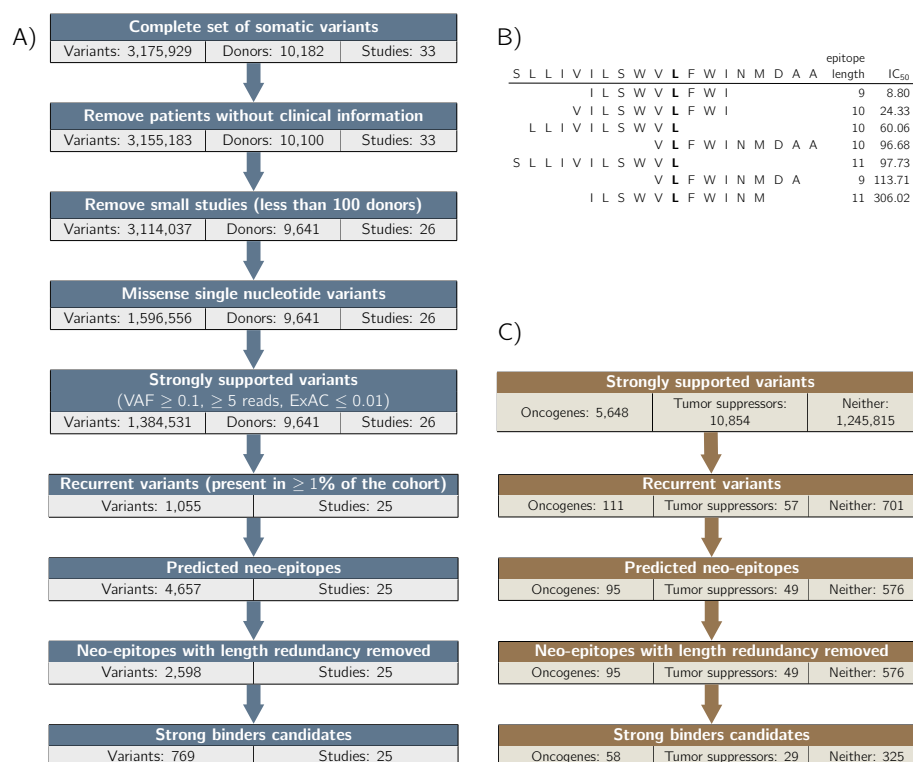 A)
Complete set of somatic variants
Variants: 3,175,929 Donors: 10,182 Studies: 33
Remove patients without clinical information
Variants: 3,155,183 Donors: 10,100 Studies: 33
Remove small studies (less than 100 donors)
Variants: 3,114,037 Donors: 9,641 Studies: 26
Missense single nucleotide variants
Variants: 1,596,556 Donors: 9,641 Studies: 26
Strongly supported variants
(VAF ≥ 0.1, ≥ 5 reads, ExAC ≤ 0.01)
Variants: 1,384,531 Donors: 9,641 Studies: 26
Recurrent variants (present in ≥ 1% of the cohort)
Variants: 1,055 Studies: 25
Predicted neo-epitopes
Variants: 4,657 Studies: 25
Neo-epitopes with length redundancy removed
Variants: 2,598 Studies: 25
Strong binders candidates
Variants: 769 Studies: 25
B)
epitope
S L L I V I L S W V L F W I N M D A A length IC50
I L S W V L F W I 9 8.80
V I L S W V L F W I 10 24.33
L L I V I L S W V L 10 60.06
V L F W I N M D A A 10 96.68
S L L I V I L S W V L 11 97.73
V L F W I N M D A 9 113.71
I L S W V L F W I N M 11 306.02
C)
Strongly supported variants
Oncogenes: 5,648 Tumor suppressors: 10,854 Neither: 1,245,815
Recurrent variants
Oncogenes: 111 Tumor suppressors: 57 Neither: 701
Predicted neo-epitopes
Oncogenes: 95 Tumor suppressors: 49 Neither: 576
Neo-epitopes with length redundancy removed
Oncogenes: 95 Tumor suppressors: 49 Neither: 576
Strong binders candidates
Oncogenes: 58 Tumor suppressors: 29 Neither: 325